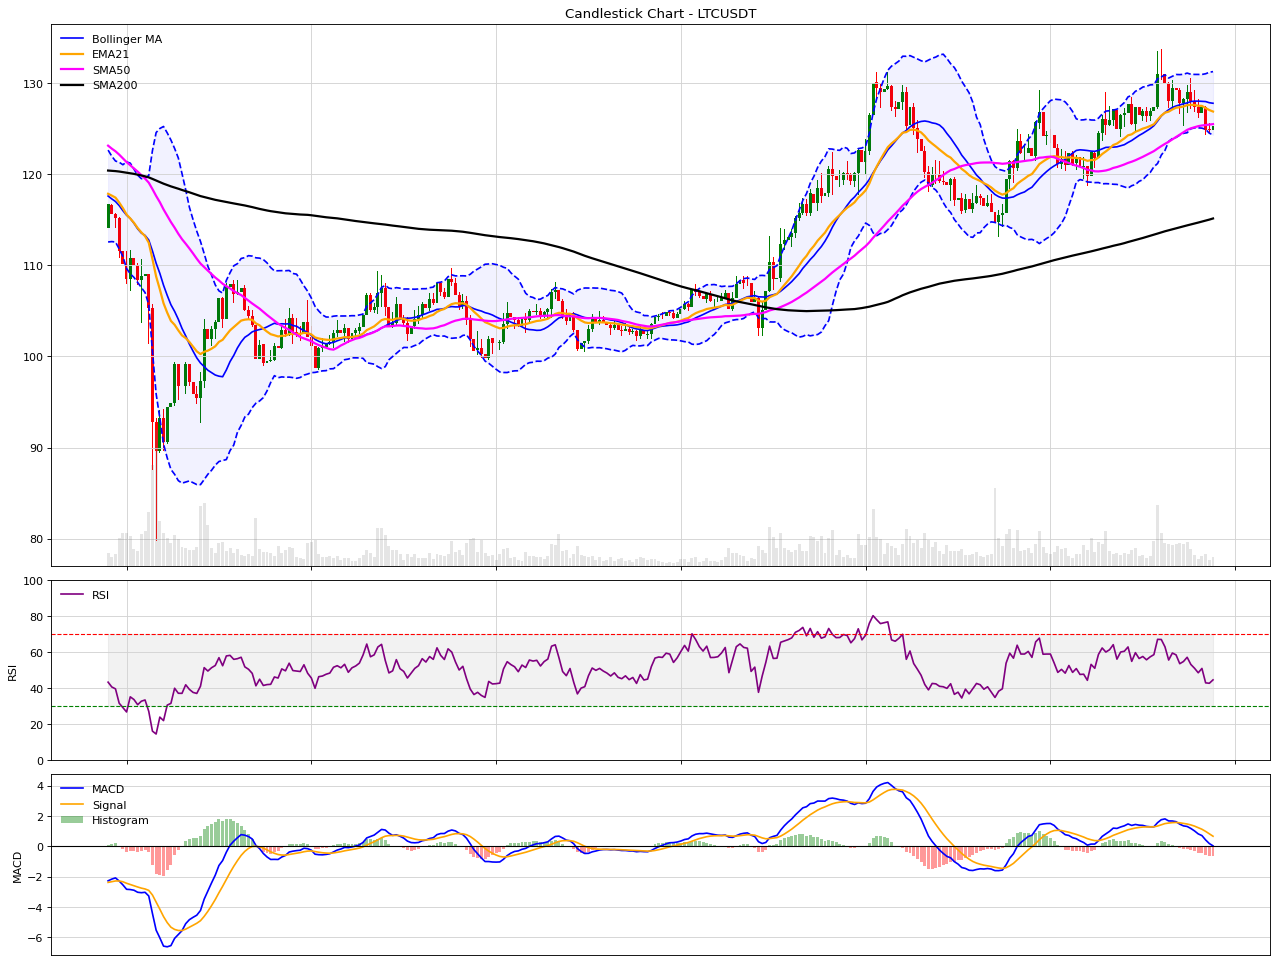 Candlestick Chart - LTCUSDT
Bollinger MA
EMA21
SMA50
SMA200
130
120
110
100
90
80
100
80
60
40
20
0
RSI
RSI
4
2
0
−2
−4
−6
MACD
MACD
Signal
Histogram